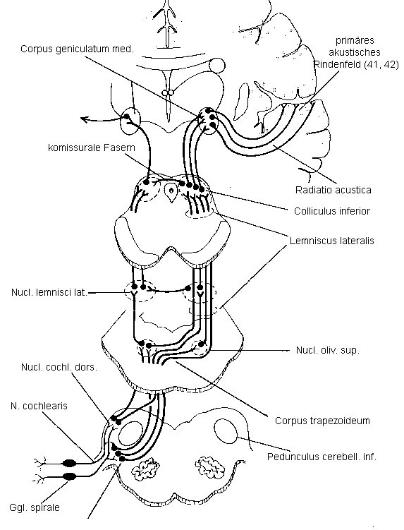 primäres
akustisches
Rindenfeld (41, 42)
Corpus geniculatum med.
komissurale Fasern
Radiatio acustica
Colliculus inferior
Lemniscus lateralis
Nucl. lemnisci lat.
Nucl. oliv. sup.
Nucl. cochl. dors.
N. cochlearis
Corpus trapezoideum
Pedunculus cerebell. inf.
Ggl. spirale